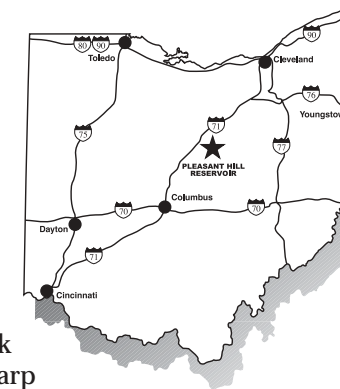 90
80
90
Toledo
Cleveland
76
Youngstow
71
75
77
PLEASANT HILL
RESERVOIR
Columbus
70
70
Dayton
71
Cincinnati
k
arp